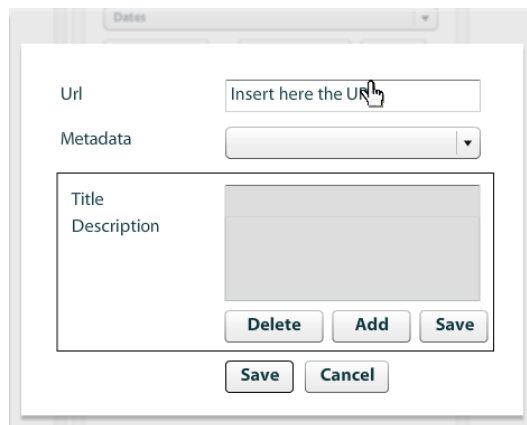 Dates
Url Insert here the UR
Metadata
Title
Description
Delete Add Save
Save Cancel